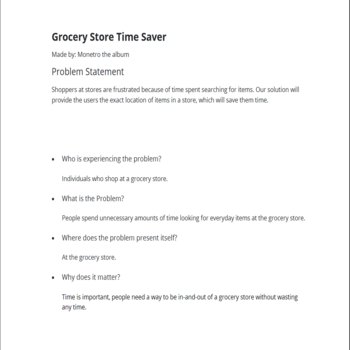 Grocery Store Time Saver
Made by: Monetro the album
Problem Statement
Shoppers at stores are frustrated because of time spent searching for items. Our solution will
provide the users the exact location of items in a store, which will save them time.
• Who is experiencing the problem?
Individuals who shop at a grocery store.
• What is the Problem?
People spend unnecessary amounts of time looking for everyday items at the grocery store.
• Where does the problem present itself?
At the grocery store.
• Why does it matter?
Time is important, people need a way to be in-and-out of a grocery store without wasting
any time.